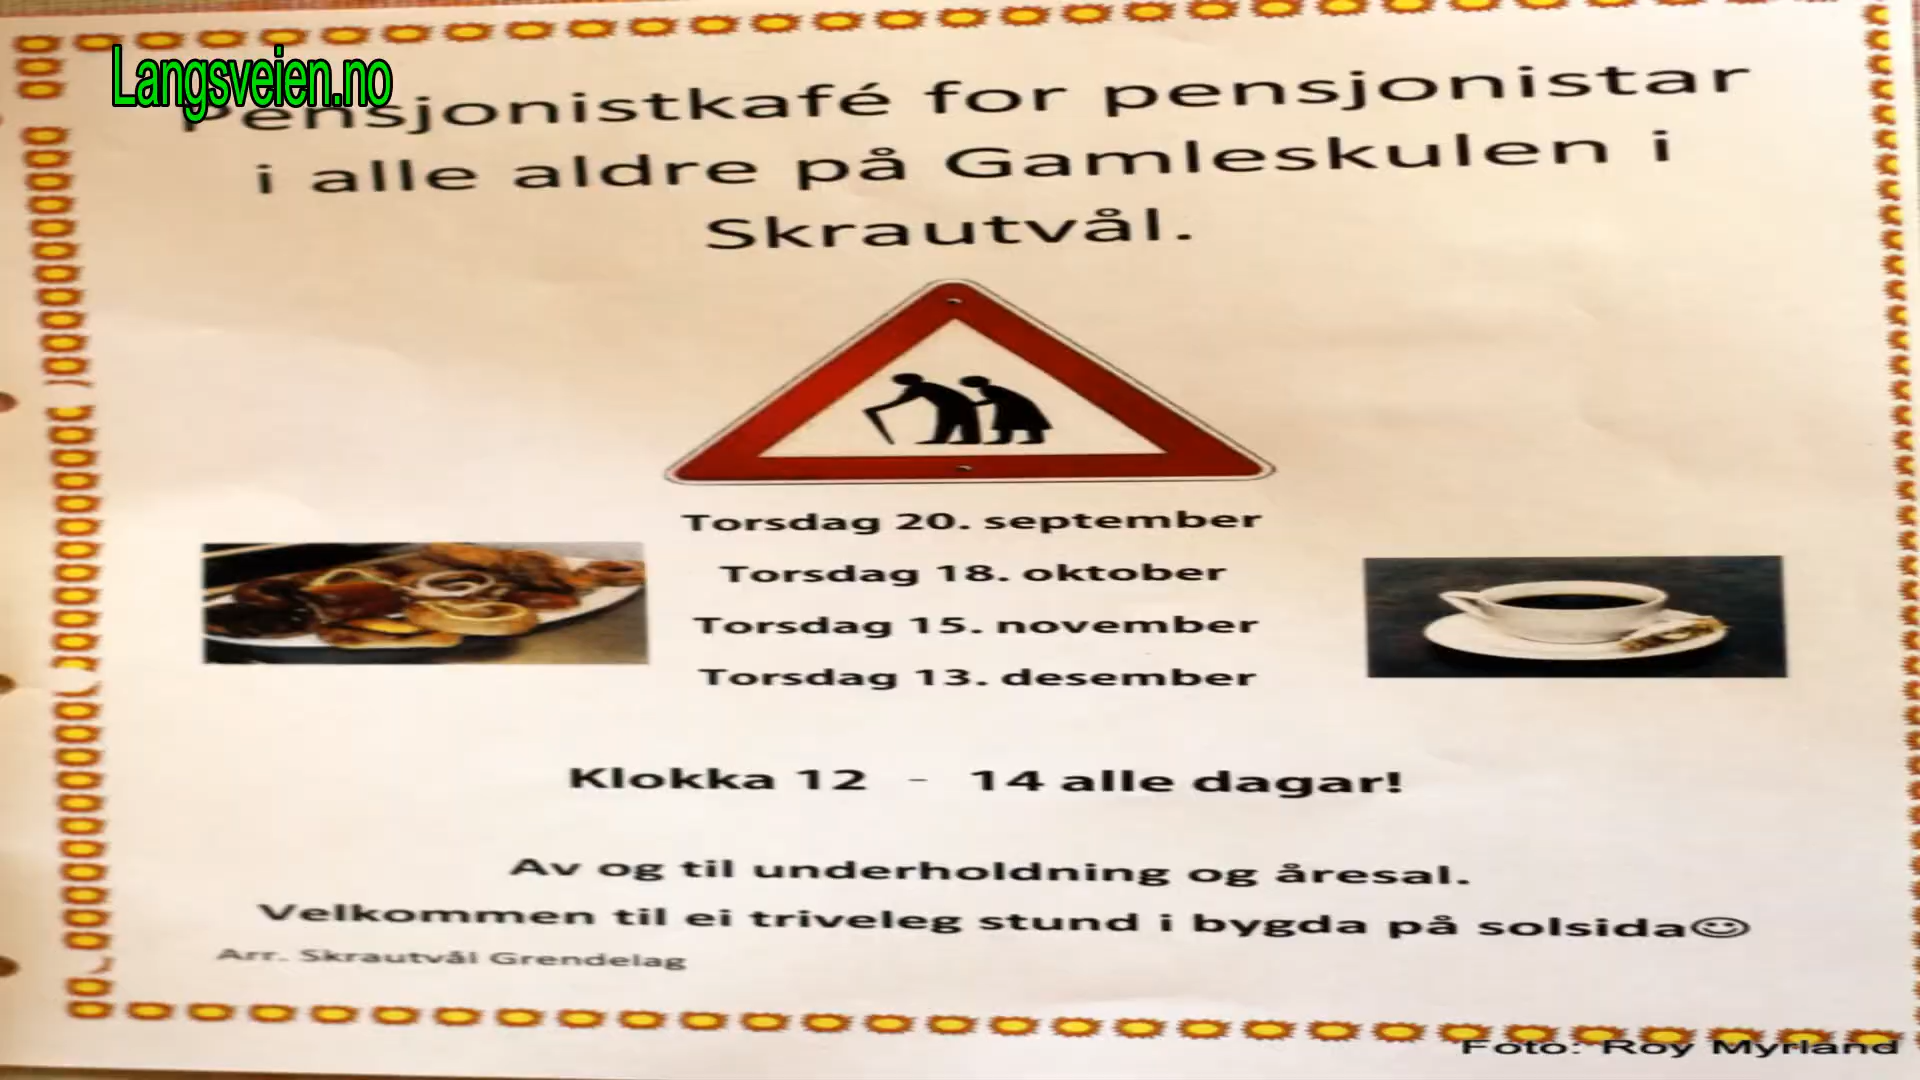 Langsveien.no
Pensjonistkafé for pensjonistar
i alle aldre på Gamleskulen i
Skrautvål.
Torsdag 20. september
Torsdag 18. oktober
Torsdag 15. november
Torsdag 13. desember
Klokka 12 - 14 alle dagar!
Av og til underholdning og åresal.
Velkommen til ei triveleg stund i bygda på solsida☺
Arr. Skrautvål Grendelag
Foto: Roy Myrland